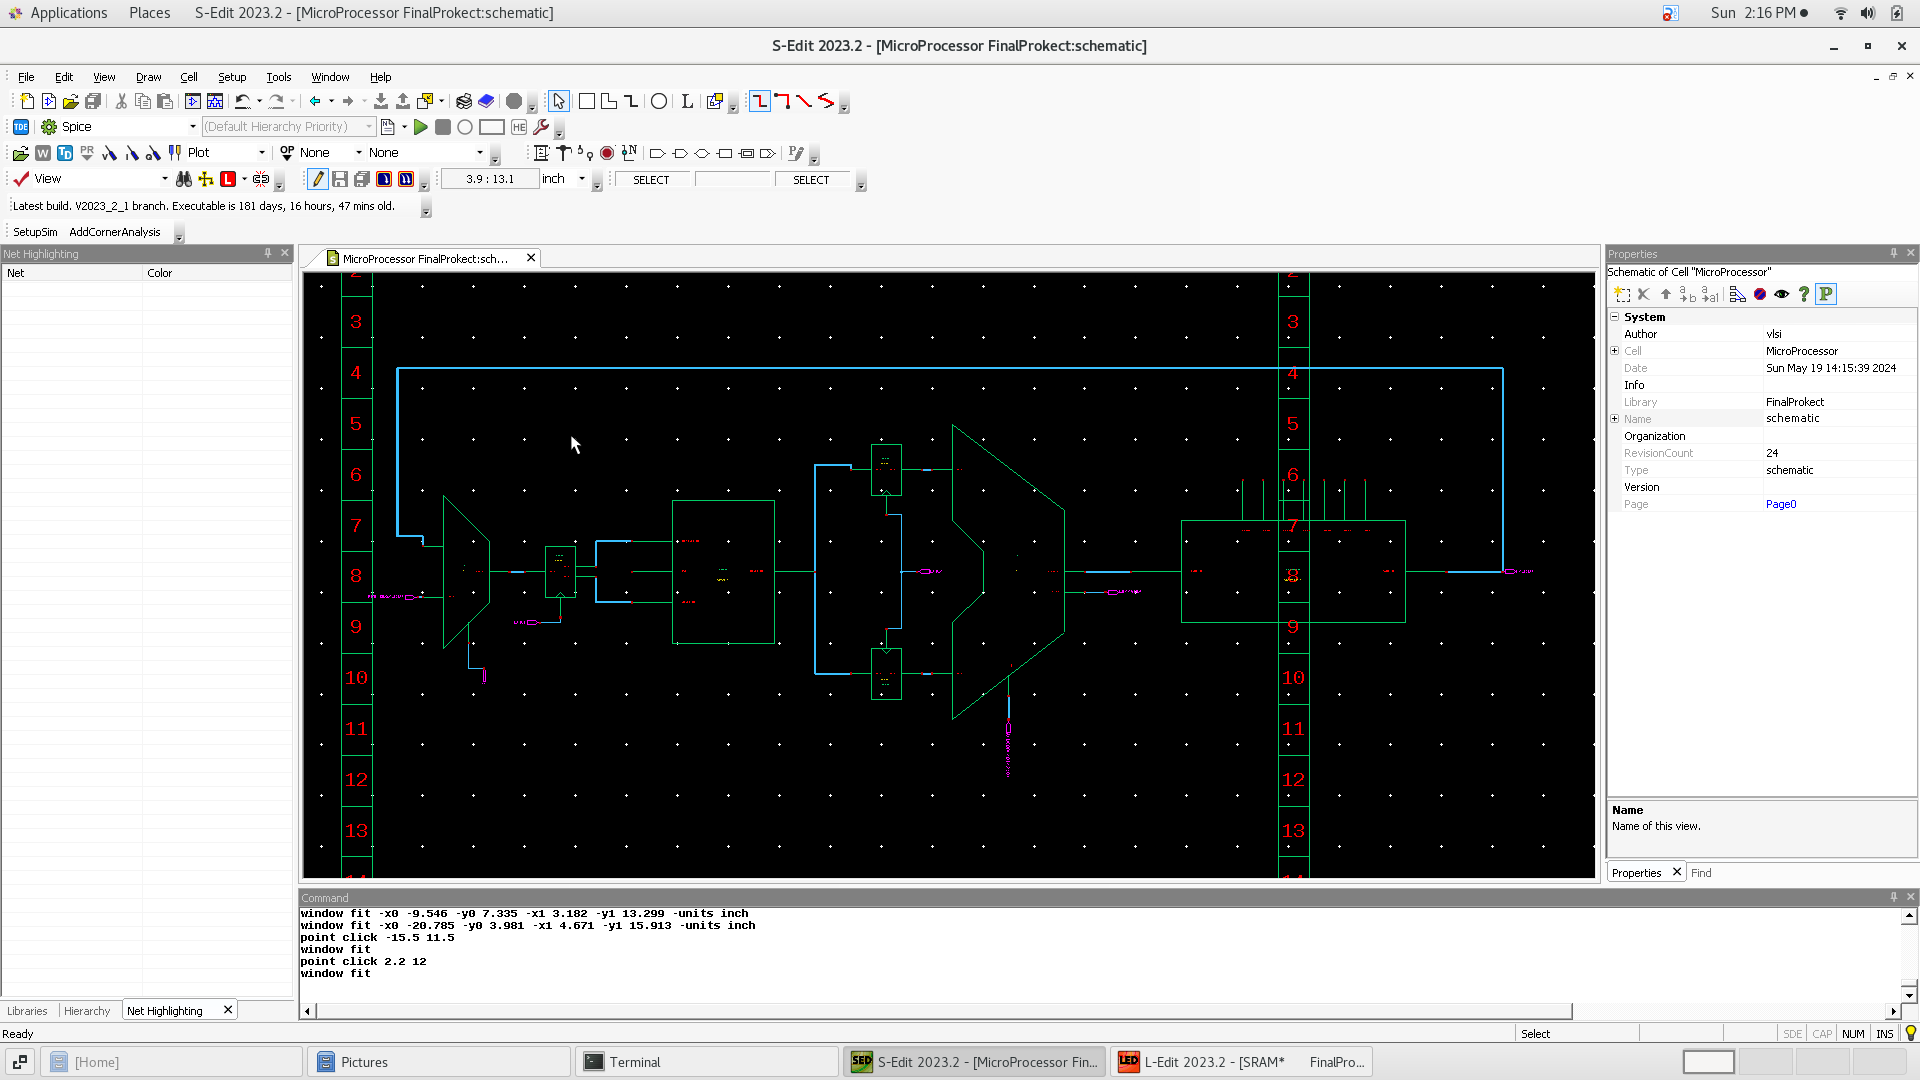 Applications Places S-Edit 2023.2 - [MicroProcessor FinalProkect:schematic] Sun 2:16 PM
S-Edit 2023.2 - [MicroProcessor FinalProkect:schematic]
File Edit View Draw Cell Setup Tools Window Help
TDE Spice (Default Hierarchy Priority) HE
W TD PR Plot OP None None
View L 3.9 : 13.1 inch SELECT SELECT
Latest build. V2023_2_1 branch. Executable is 181 days, 16 hours, 47 mins old.
SetupSim AddCornerAnalysis
Net Highlighting
Net Color
MicroProcessor FinalProkect:sch...
3 3
4 4
5 5
6 6
7 7
8 8
9 9
10 10
11 11
12 12
13 13
Properties
Schematic of Cell "MicroProcessor"
System
Author vlsi
Cell MicroProcessor
Date Sun May 19 14:15:39 2024
Info
Library FinalProkect
Name schematic
Organization
RevisionCount 24
Type schematic
Version
Page Page0
Name
Name of this view.
Properties Find
Command
window fit -x0 -9.546 -y0 7.335 -x1 3.182 -y1 13.299 -units inch
window fit -x0 -20.785 -y0 3.981 -x1 4.671 -y1 15.913 -units inch
point click -15.5 11.5
window fit
point click 2.2 12
window fit
Libraries Hierarchy Net Highlighting
Ready Select SDE CAP NUM INS
[Home] Pictures Terminal SED S-Edit 2023.2 - [MicroProcessor Fin... LED L-Edit 2023.2 - [SRAM* FinalPro...